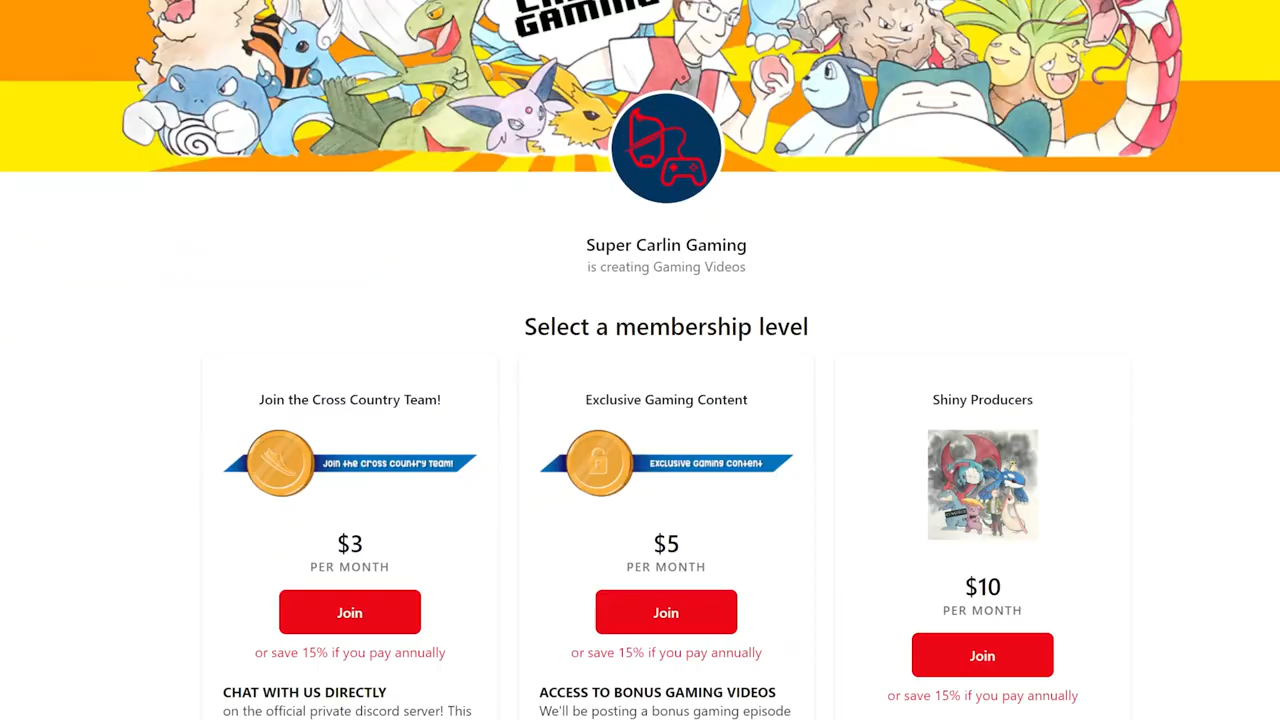 GAMING
Super Carlin Gaming
is creating Gaming Videos
Select a membership level
Join the Cross Country Team!
Join the Cross Country Team!
$3
PER MONTH
Join
or save 15% if you pay annually
CHAT WITH US DIRECTLY
on the official private discord server! This
Exclusive Gaming Content
Exclusive Gaming Content
$5
PER MONTH
Join
or save 15% if you pay annually
ACCESS TO BONUS GAMING VIDEOS
We'll be posting a bonus gaming episode
Shiny Producers
$10
PER MONTH
Join
or save 15% if you pay annually